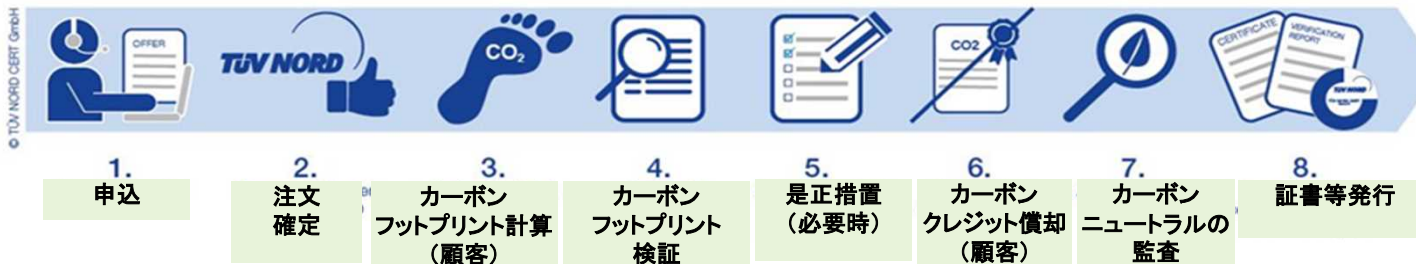 © TÜV NORD CERT GmbH
OFFER
TÜV NORD
CO₂
CO2
CERTIFICATE
VERIFICATION
REPORT
TÜV NORD
1.
申込
2.
注文
確定
3.
カーボン
フットプリント計算
（顧客）
4.
カーボン
フットプリント
検証
5.
是正措置
（必要時）
6.
カーボン
クレジット償却
（顧客）
7.
カーボン
ニュートラルの
監査
8.
証書等発行